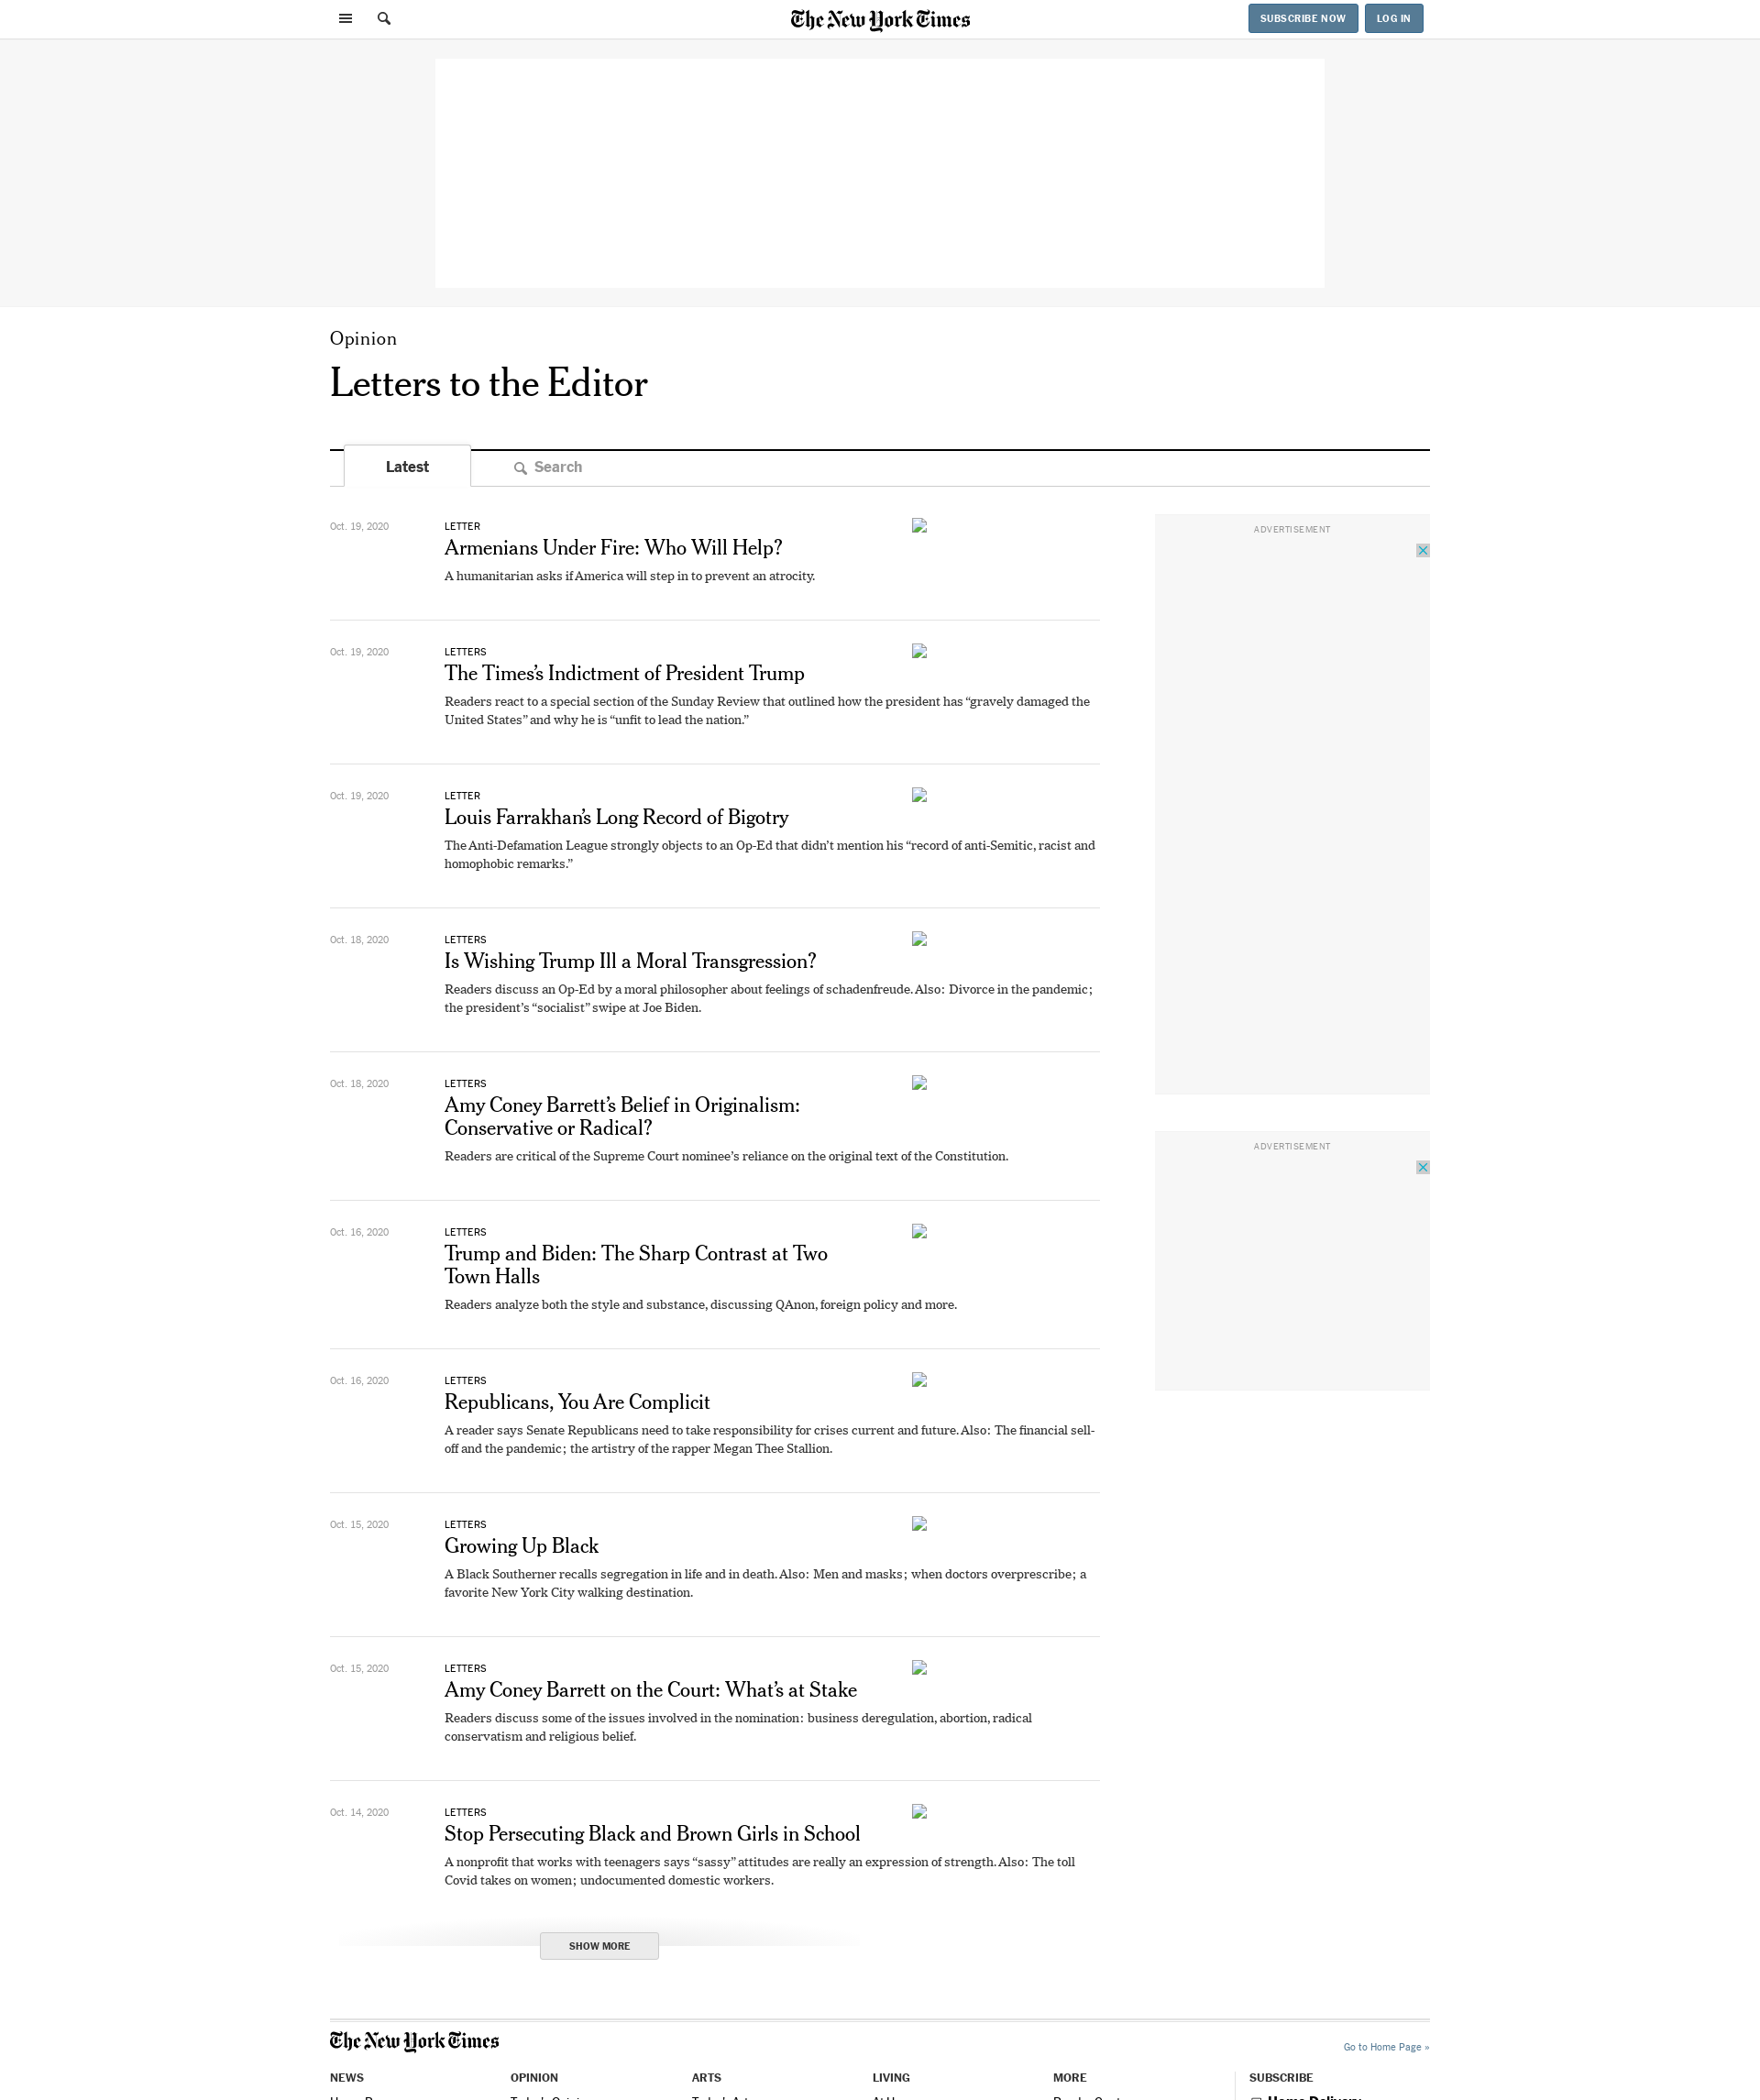 The New York Times
SUBSCRIBE NOW
LOG IN
Opinion
Letters to the Editor
Latest
Search
Oct. 19, 2020
LETTER
Armenians Under Fire: Who Will Help?
A humanitarian asks if America will step in to prevent an atrocity.
ADVERTISEMENT
Oct. 19, 2020
LETTERS
The Times’s Indictment of President Trump
Readers react to a special section of the Sunday Review that outlined how the president has “gravely damaged the
United States” and why he is “unfit to lead the nation.”
Oct. 19, 2020
LETTER
Louis Farrakhan’s Long Record of Bigotry
The Anti-Defamation League strongly objects to an Op-Ed that didn’t mention his “record of anti-Semitic, racist and
homophobic remarks.”
Oct. 18, 2020
LETTERS
Is Wishing Trump Ill a Moral Transgression?
Readers discuss an Op-Ed by a moral philosopher about feelings of schadenfreude. Also: Divorce in the pandemic;
the president’s “socialist” swipe at Joe Biden.
Oct. 18, 2020
LETTERS
Amy Coney Barrett’s Belief in Originalism:
Conservative or Radical?
Readers are critical of the Supreme Court nominee’s reliance on the original text of the Constitution.
ADVERTISEMENT
Oct. 16, 2020
LETTERS
Trump and Biden: The Sharp Contrast at Two
Town Halls
Readers analyze both the style and substance, discussing QAnon, foreign policy and more.
Oct. 16, 2020
LETTERS
Republicans, You Are Complicit
A reader says Senate Republicans need to take responsibility for crises current and future. Also: The financial sell-
off and the pandemic; the artistry of the rapper Megan Thee Stallion.
Oct. 15, 2020
LETTERS
Growing Up Black
A Black Southerner recalls segregation in life and in death. Also: Men and masks; when doctors overprescribe; a
favorite New York City walking destination.
Oct. 15, 2020
LETTERS
Amy Coney Barrett on the Court: What’s at Stake
Readers discuss some of the issues involved in the nomination: business deregulation, abortion, radical
conservatism and religious belief.
Oct. 14, 2020
LETTERS
Stop Persecuting Black and Brown Girls in School
A nonprofit that works with teenagers says “sassy” attitudes are really an expression of strength. Also: The toll
Covid takes on women; undocumented domestic workers.
SHOW MORE
The New York Times
Go to Home Page »
NEWS
OPINION
ARTS
LIVING
MORE
SUBSCRIBE